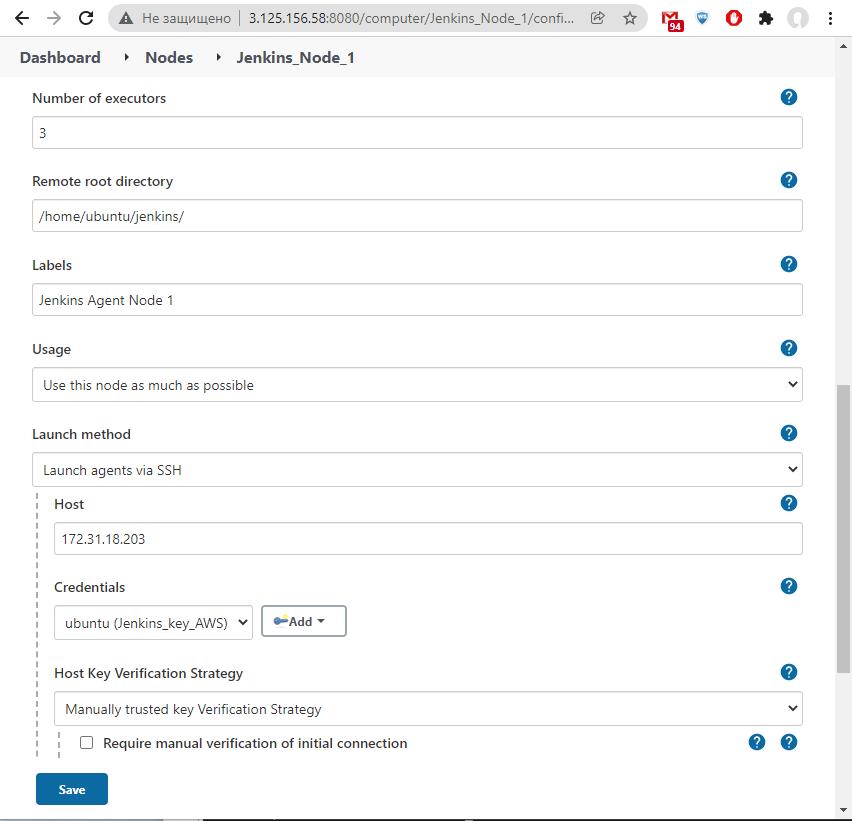 Не защищено 3.125.156.58:8080/computer/Jenkins_Node_1/confi...
94
Dashboard Nodes Jenkins_Node_1
Number of executors ?
3
Remote root directory ?
/home/ubuntu/jenkins/
Labels ?
Jenkins Agent Node 1
Usage ?
Use this node as much as possible
Launch method ?
Launch agents via SSH
Host ?
172.31.18.203
Credentials ?
ubuntu (Jenkins_key_AWS) Add
Host Key Verification Strategy ?
Manually trusted key Verification Strategy
Require manual verification of initial connection ? ?
Save